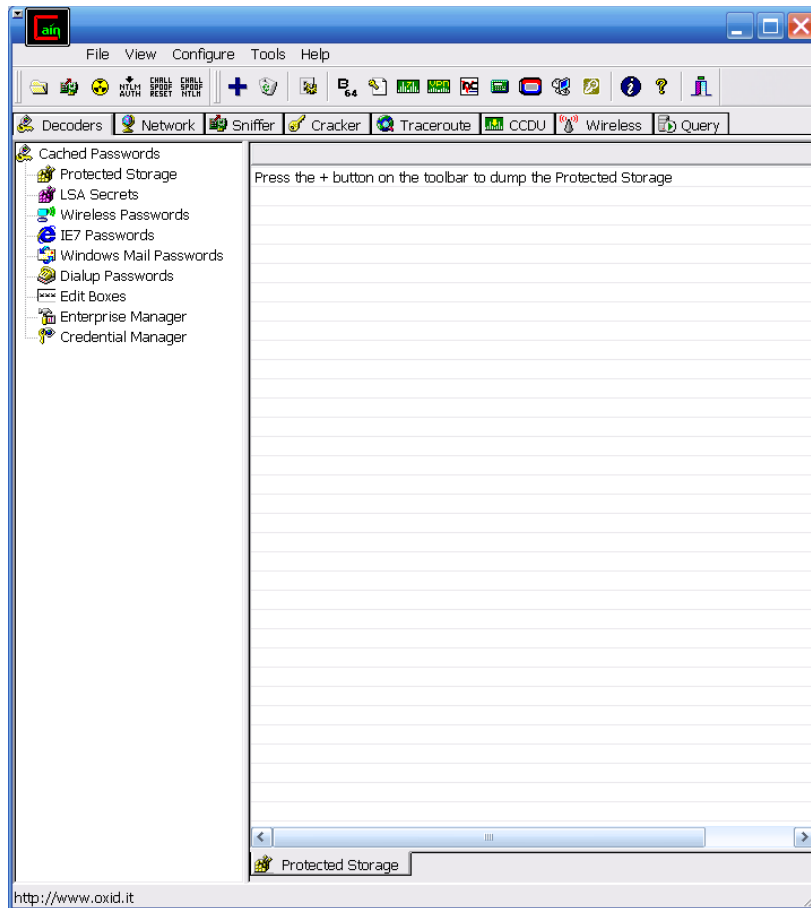 Cain
File View Configure Tools Help
NTLM AUTH CHALL SPOOF RESET CHALL SPOOF NTLM B64
Decoders Network Sniffer Cracker Traceroute CCDU Wireless Query
Cached Passwords
Protected Storage
LSA Secrets
Wireless Passwords
IE7 Passwords
Windows Mail Passwords
Dialup Passwords
Edit Boxes
Enterprise Manager
Credential Manager
Press the + button on the toolbar to dump the Protected Storage
Protected Storage
http://www.oxid.it